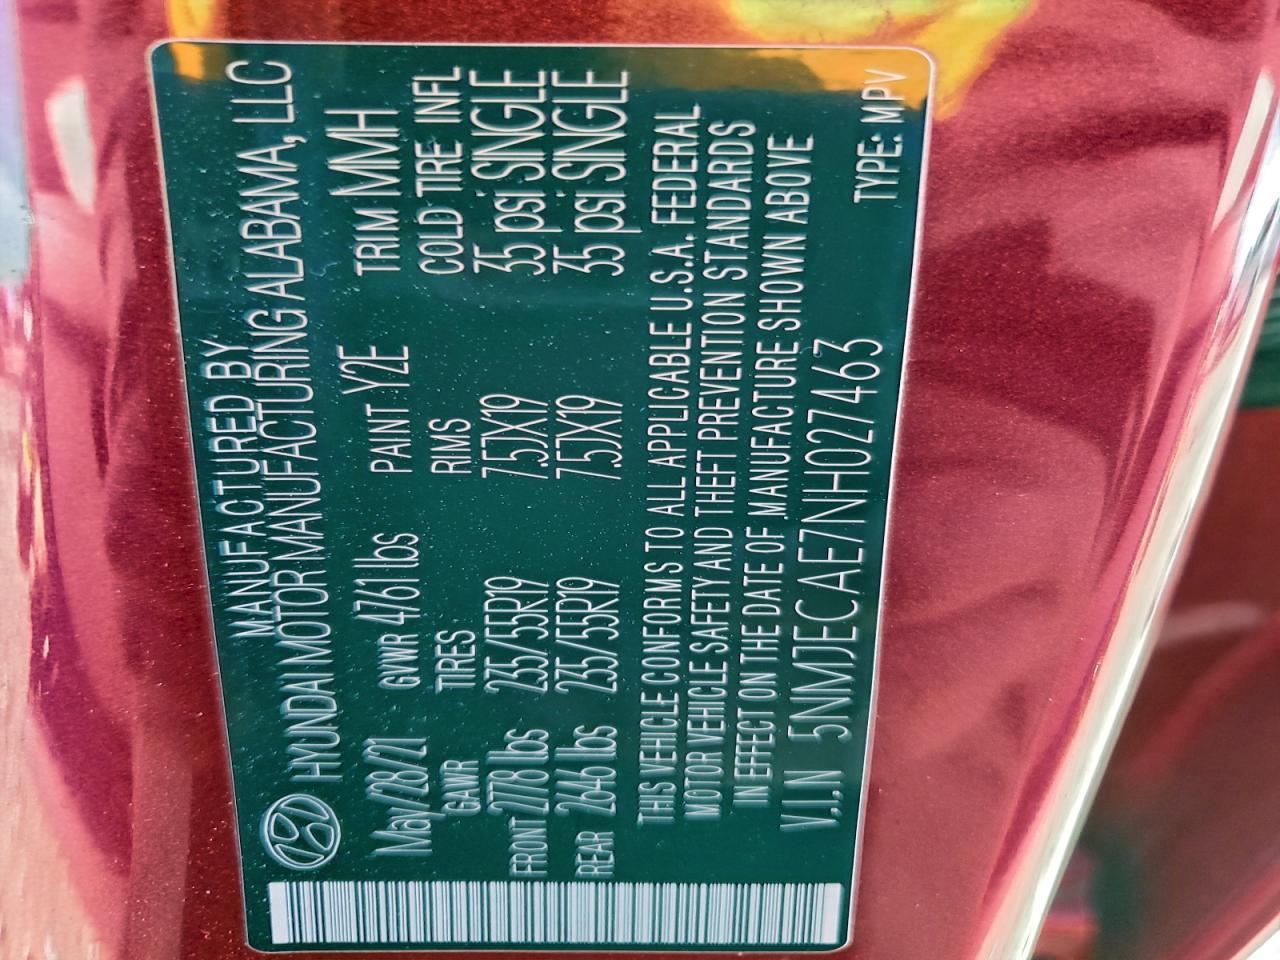 MANUFACTURED BY
HYUNDAI MOTOR MANUFACTURING ALABAMA, LLC
May/28/21 GVWR 4761 lbs PAINT Y2E TRIM MMH
GAWR TIRES RIMS COLD TIRE INFL
FRONT 2778 lbs 235/55R19 7.5JX19 35 psi SINGLE
REAR 2646 lbs 235/55R19 7.5JX19 35 psi SINGLE
THIS VEHICLE CONFORMS TO ALL APPLICABLE U.S.A. FEDERAL
MOTOR VEHICLE SAFETY AND THEFT PREVENTION STANDARDS
IN EFFECT ON THE DATE OF MANUFACTURE SHOWN ABOVE
V.I.N 5NMJECAE7NH027463 TYPE: MPV